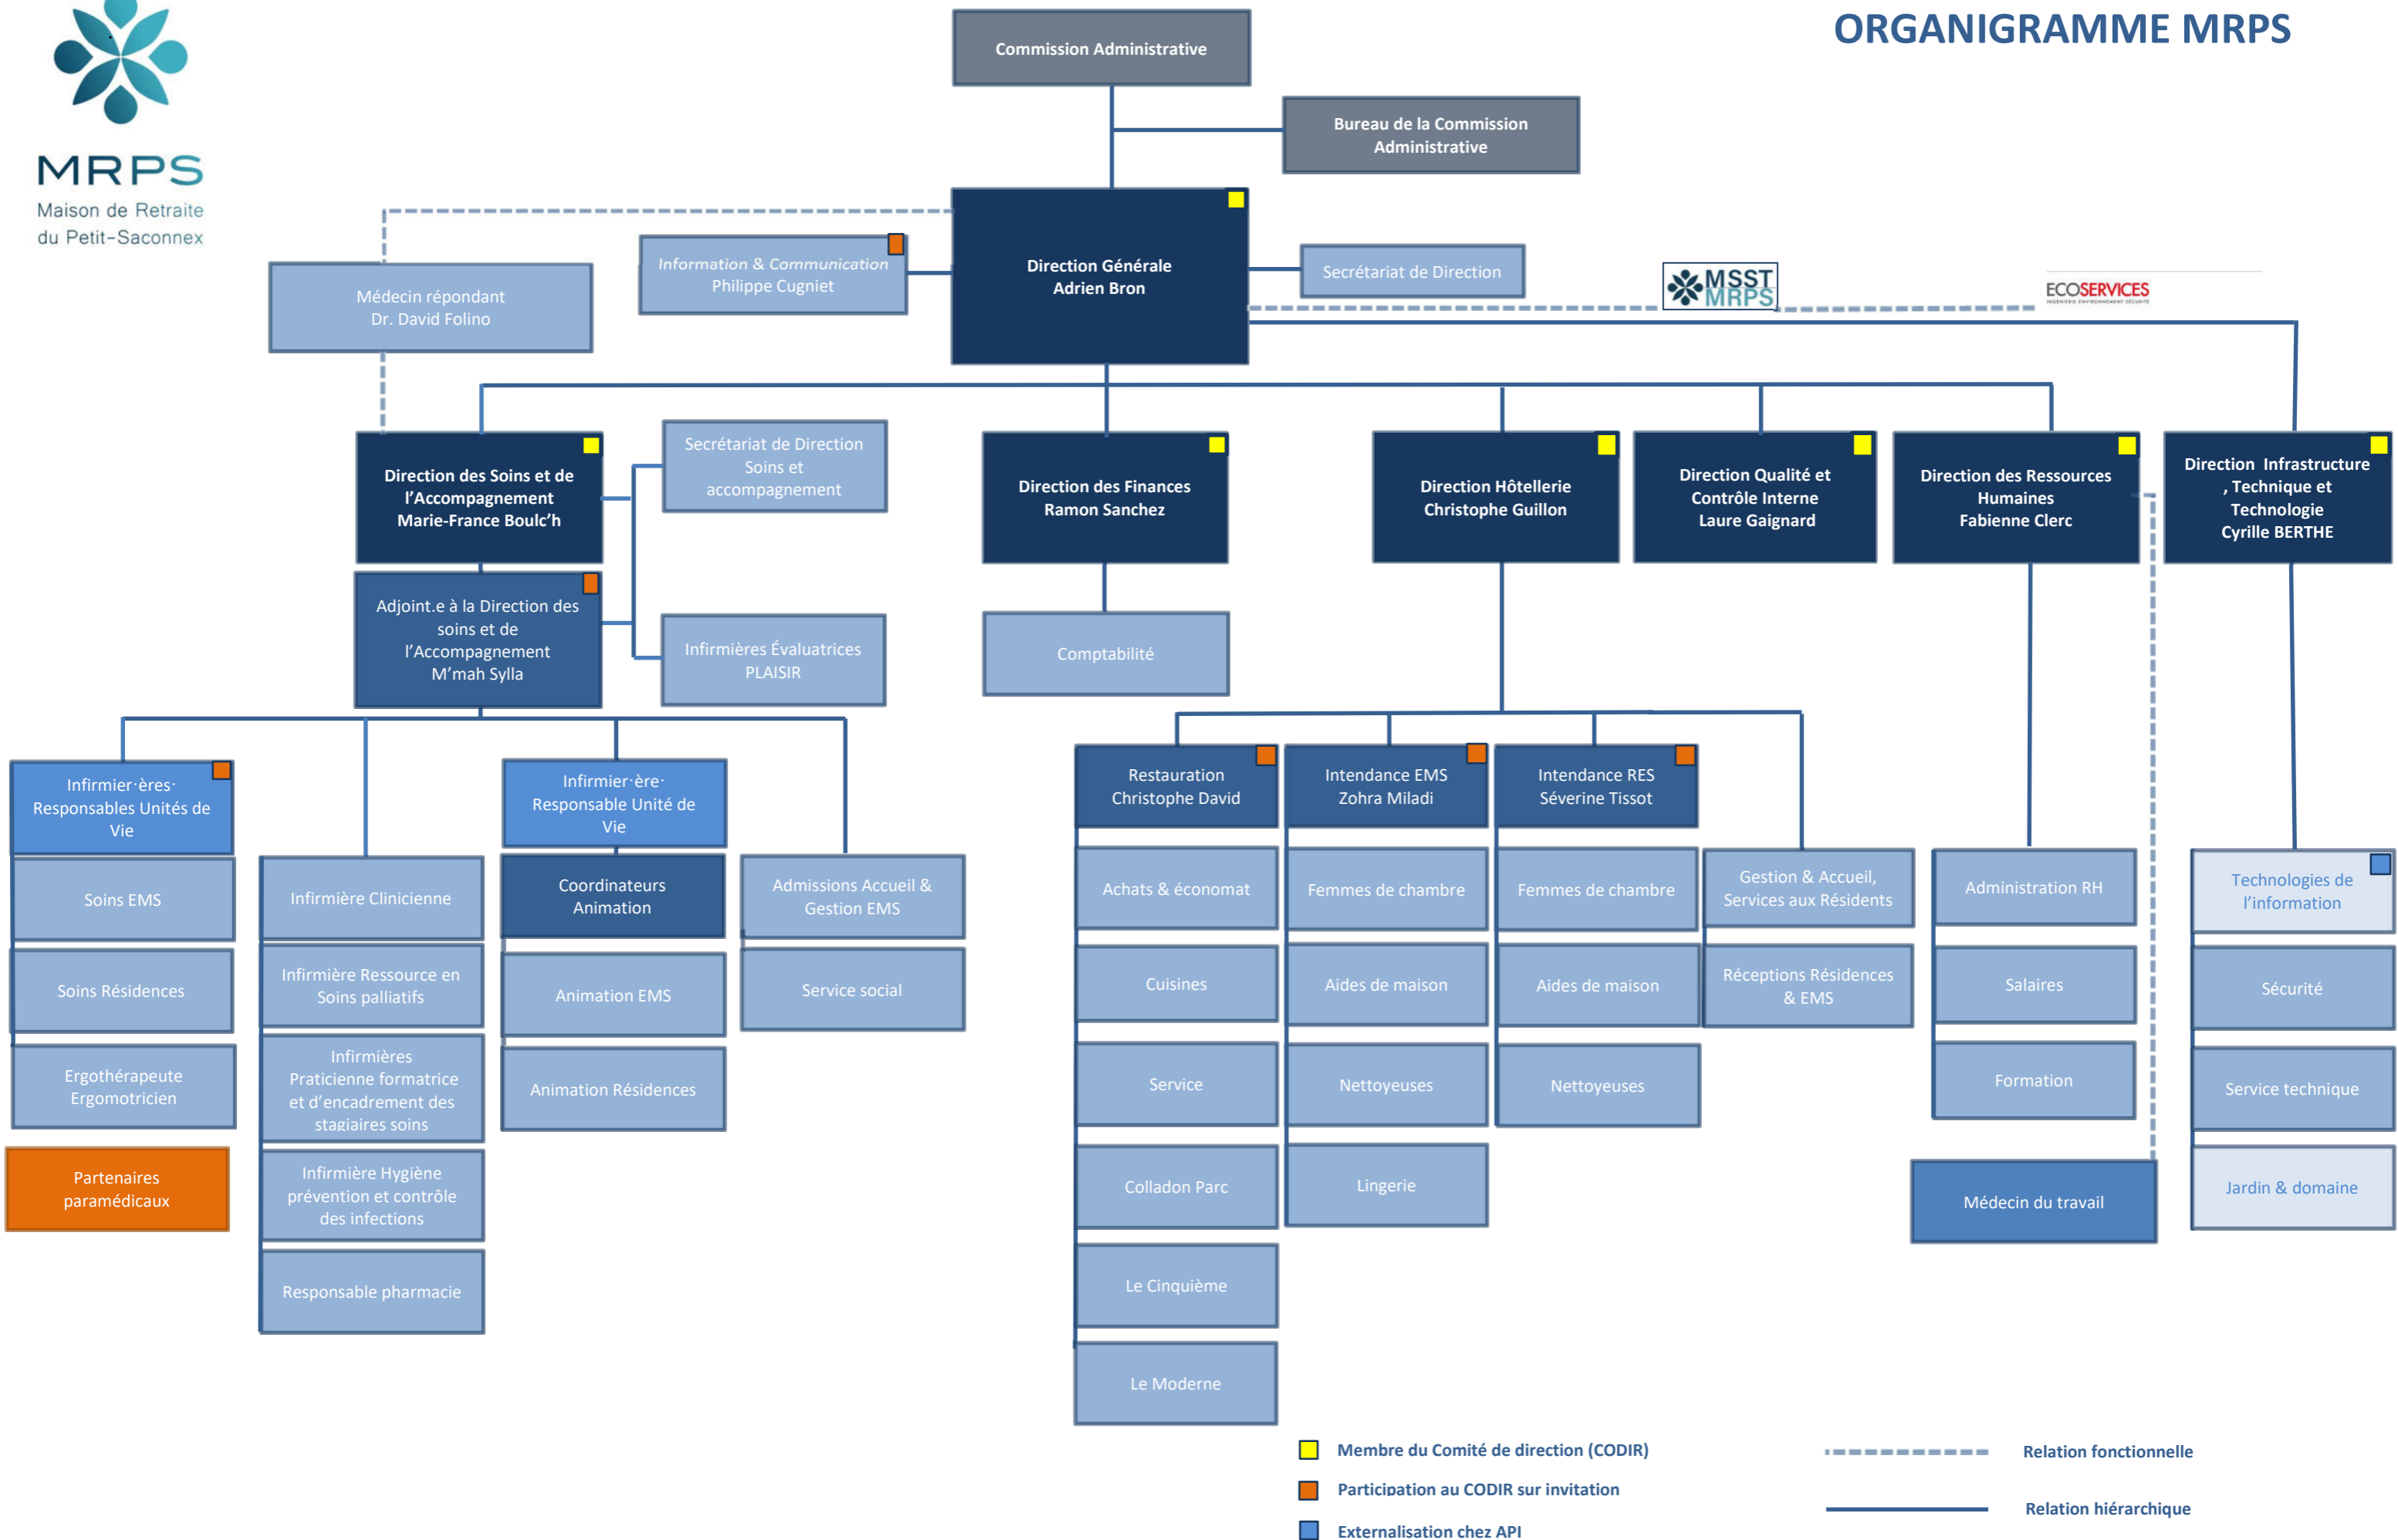 ORGANIGRAMME MRPS
MRPS
Maison de Retraite
du Petit-Saconnex
Commission Administrative
Bureau de la Commission
Administrative
Direction Générale
Adrien Bron
Information & Communication
Philippe Cugniet
Secrétariat de Direction
Médecin répondant
Dr. David Folino
MSST
MRPS
ECOSERVICES
INGÉNIERIE ENVIRONNEMENT SÉCURITÉ
Direction des Soins et de
l’Accompagnement
Marie-France Boulc’h
Secrétariat de Direction
Soins et
accompagnement
Direction des Finances
Ramon Sanchez
Direction Hôtellerie
Christophe Guillon
Direction Qualité et
Contrôle Interne
Laure Gaignard
Direction des Ressources
Humaines
Fabienne Clerc
Direction Infrastructure
, Technique et
Technologie
Cyrille BERTHE
Adjoint.e à la Direction des
soins et de
l’Accompagnement
M’mah Sylla
Infirmières Évaluatrices
PLAISIR
Comptabilité
Infirmier·ères·
Responsables Unités de
Vie
Soins EMS
Soins Résidences
Ergothérapeute
Ergomotricien
Partenaires
paramédicaux
Infirmière Clinicienne
Infirmière Ressource en
Soins palliatifs
Infirmières
Praticienne formatrice
et d’encadrement des
stagiaires soins
Infirmière Hygiène
prévention et contrôle
des infections
Responsable pharmacie
Infirmier·ère·
Responsable Unité de
Vie
Coordinateurs
Animation
Animation EMS
Animation Résidences
Admissions Accueil &
Gestion EMS
Service social
Restauration
Christophe David
Achats & économat
Cuisines
Service
Colladon Parc
Le Cinquième
Le Moderne
Intendance EMS
Zohra Miladi
Femmes de chambre
Aides de maison
Nettoyeuses
Lingerie
Intendance RES
Séverine Tissot
Femmes de chambre
Aides de maison
Nettoyeuses
Gestion & Accueil,
Services aux Résidents
Réceptions Résidences
& EMS
Administration RH
Salaires
Formation
Médecin du travail
Technologies de
l’information
Sécurité
Service technique
Jardin & domaine
Membre du Comité de direction (CODIR)
Participation au CODIR sur invitation
Externalisation chez API
Relation fonctionnelle
Relation hiérarchique